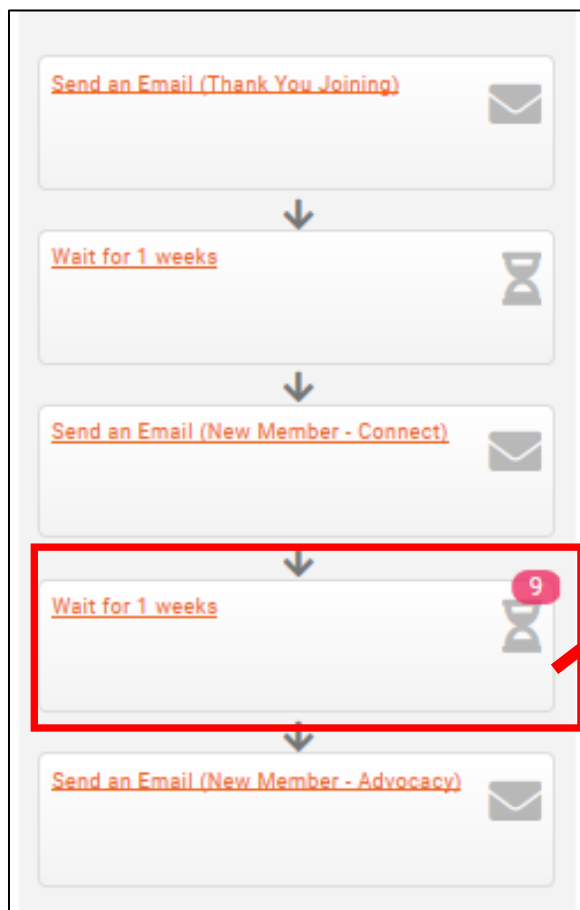 Send an Email (Thank You Joining)
Wait for 1 weeks
Send an Email (New Member - Connect)
9
Wait for 1 weeks
Send an Email (New Member - Advocacy)